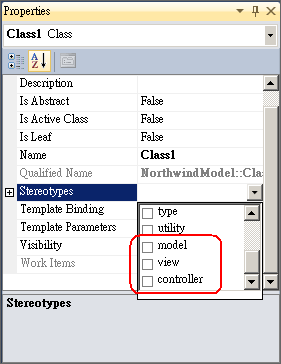 Properties
Class1 Class
Description
Is Abstract False
Is Active Class False
Is Leaf False
Name Class1
Qualified Name NorthwindModel::Cla
Stereotypes
Template Binding
Template Parameters
Visibility
Work Items
type
utility
model
view
controller
Stereotypes